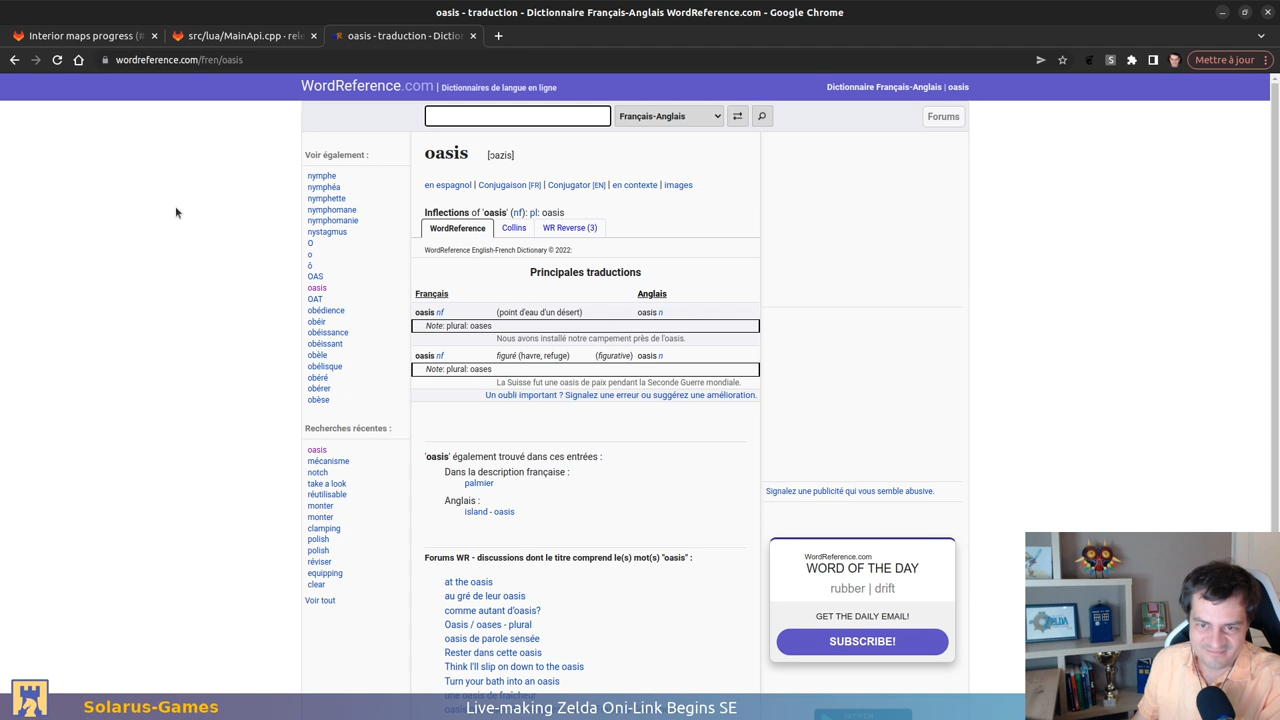 oasis - traduction - Dictionnaire Français-Anglais WordReference.com - Google Chrome
Interior maps progress (#
src/lua/MainApi.cpp · rele
oasis - traduction - Dictio
wordreference.com/fren/oasis
Mettre à jour
WordReference.com | Dictionnaires de langue en ligne
Dictionnaire Français-Anglais | oasis
Français-Anglais
Forums
Voir également :
nymphe
nymphéa
nymphette
nymphomane
nymphomanie
nystagmus
O
o
ô
OAS
oasis
OAT
obédience
obéir
obéissance
obéissant
obèle
obélisque
obéré
obérer
obèse
Recherches récentes :
oasis
mécanisme
notch
take a look
réutilisable
monter
monter
clamping
polish
polish
réviser
equipping
clear
Voir tout
oasis [ɔazis]
en espagnol | Conjugaison [FR] | Conjugator [EN] | en contexte | images
Inflections of 'oasis' (nf): pl: oasis
WordReference Collins WR Reverse (3)
WordReference English-French Dictionary © 2022:
Principales traductions
Français Anglais
oasis nf (point d'eau d'un désert) oasis n
Note: plural: oases
Nous avons installé notre campement près de l'oasis.
oasis nf figuré (havre, refuge) (figurative) oasis n
Note: plural: oases
La Suisse fut une oasis de paix pendant la Seconde Guerre mondiale.
Un oubli important ? Signalez une erreur ou suggérez une amélioration.
'oasis' également trouvé dans ces entrées :
Dans la description française :
palmier
Anglais :
island - oasis
Forums WR - discussions dont le titre comprend le(s) mot(s) "oasis" :
at the oasis
au gré de leur oasis
comme autant d'oasis?
Oasis / oases - plural
oasis de parole sensée
Rester dans cette oasis
Think I'll slip on down to the oasis
Turn your bath into an oasis
une oasis de fraîcheur
Signalez une publicité qui vous semble abusive.
WordReference.com
WORD OF THE DAY
rubber | drift
GET THE DAILY EMAIL!
SUBSCRIBE!
Solarus-Games
Live-making Zelda Oni-Link Begins SE